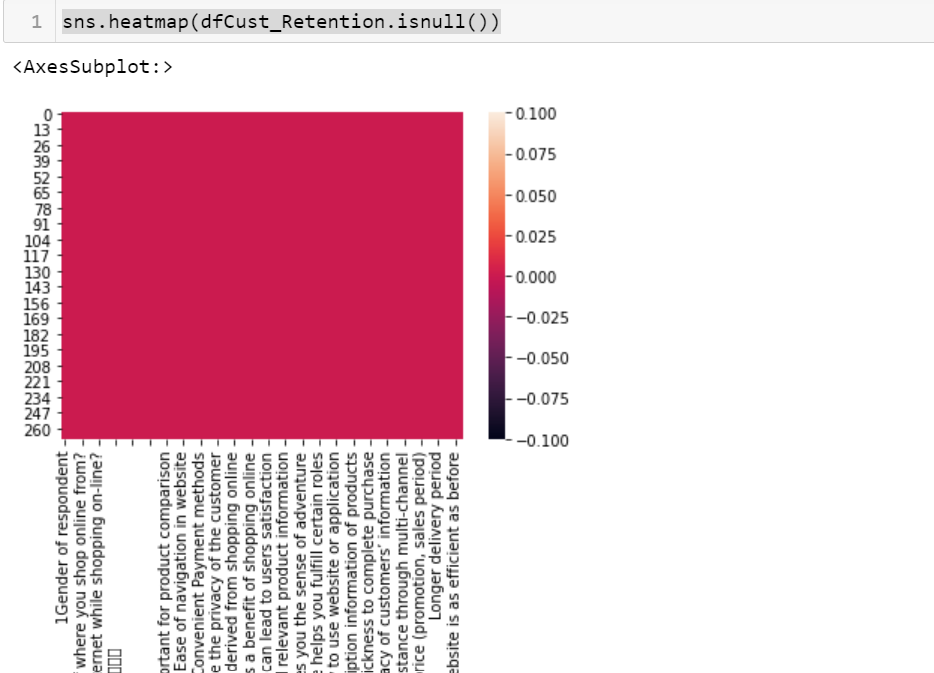 1
sns.heatmap(dfCust_Retention.isnull())
<AxesSubplot:>
0
13
26
39
52
65
78
91
104
117
130
143
156
169
182
195
208
221
234
247
260
0.100
0.075
0.050
0.025
0.000
−0.025
−0.050
−0.075
−0.100
1Gender of respondent
where you shop online from?
ernet while shopping on-line?
ortant for product comparison
Ease of navigation in website
Convenient Payment methods
e the privacy of the customer
derived from shopping online
s a benefit of shopping online
can lead to users satisfaction
relevant product information
es you the sense of adventure
e helps you fulfill certain roles
to use website or application
iption information of products
ickness to complete purchase
acy of customers' information
stance through multi-channel
rice (promotion, sales period)
Longer delivery period
ebsite is as efficient as before